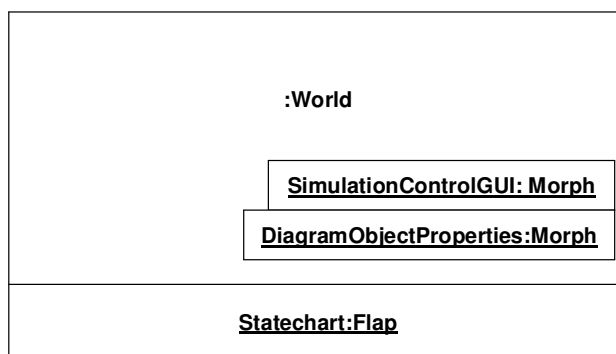 :World
SimulationControlGUI: Morph
DiagramObjectProperties:Morph
Statechart:Flap